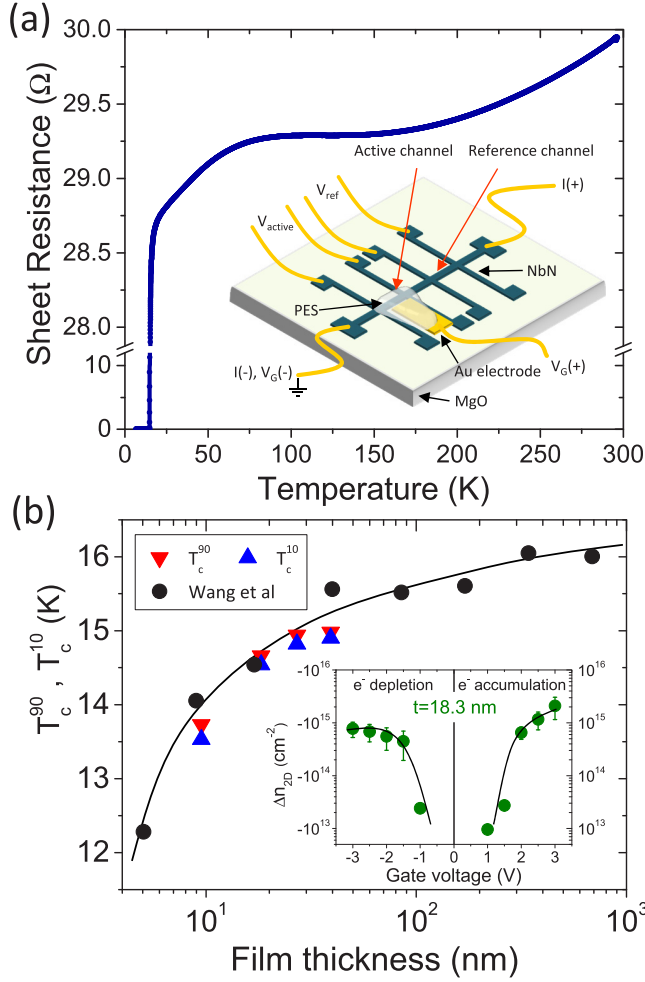 (a)
30.0
29.5
29.0
28.5
28.0
10
0
Sheet Resistance (Ω)
Active channel
Reference channel
I(+)
V_ref
V_active
NbN
PES
Au electrode
V_G(+)
I(-), V_G(-)
MgO
0 50 100 150 200 250 300
Temperature (K)
(b)
16
15
14
13
12
T_c^90 , T_c^10 (K)
T_c^90 T_c^10
Wang et al
e⁻ depletion e⁻ accumulation
t=18.3 nm
-10^16
-10^15
-10^14
-10^13
Δn_2D (cm^-2)
10^16
10^15
10^14
10^13
-3 -2 -1 0 1 2 3
Gate voltage (V)
10^1 10^2 10^3
Film thickness (nm)